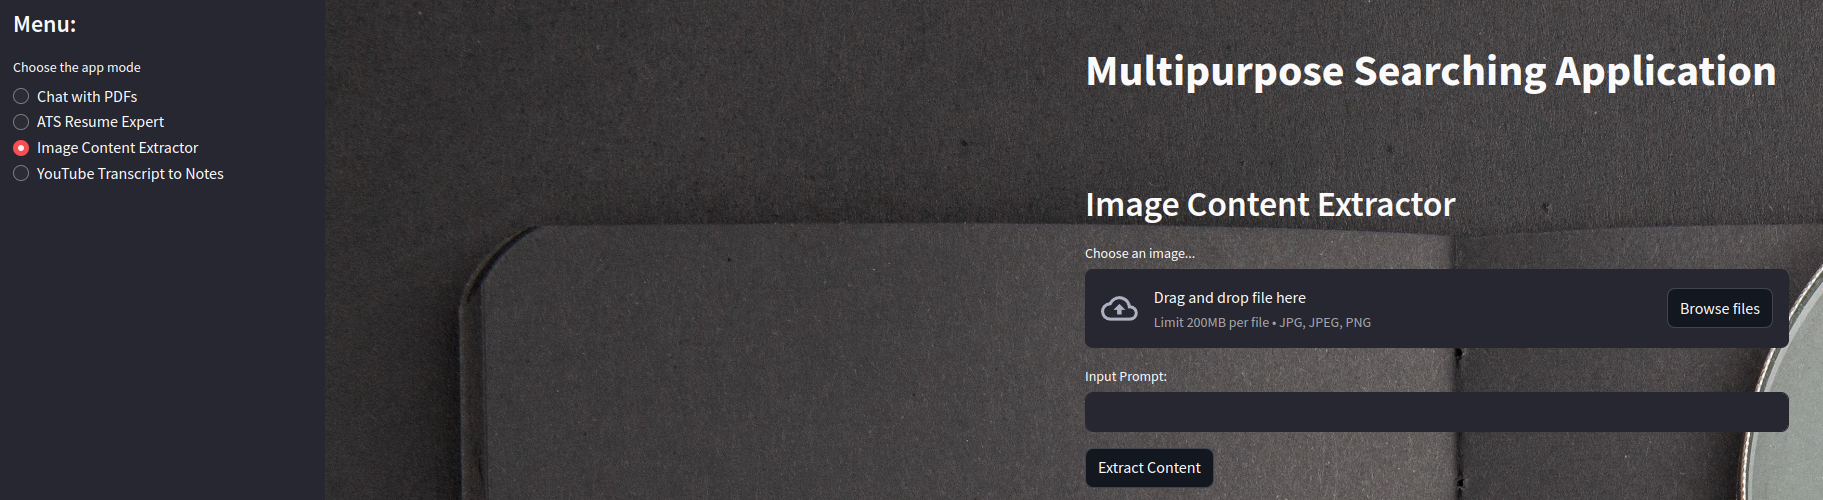 Menu:
Choose the app mode
Chat with PDFs
ATS Resume Expert
Image Content Extractor
YouTube Transcript to Notes
Multipurpose Searching Application
Image Content Extractor
Choose an image...
Drag and drop file here
Limit 200MB per file • JPG, JPEG, PNG
Browse files
Input Prompt:
Extract Content